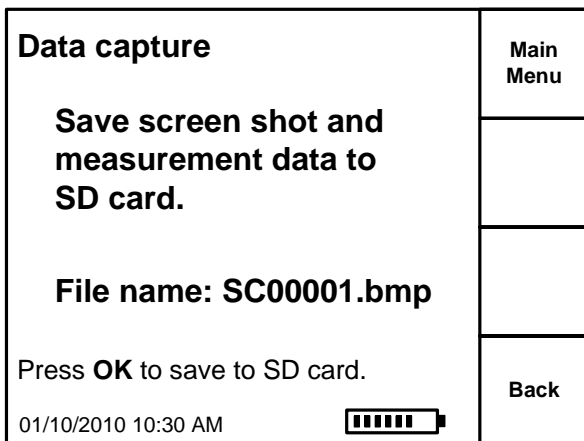 Data capture
Save screen shot and
measurement data to
SD card.
File name: SC00001.bmp
Press OK to save to SD card.
01/10/2010 10:30 AM
Main
Menu
Back